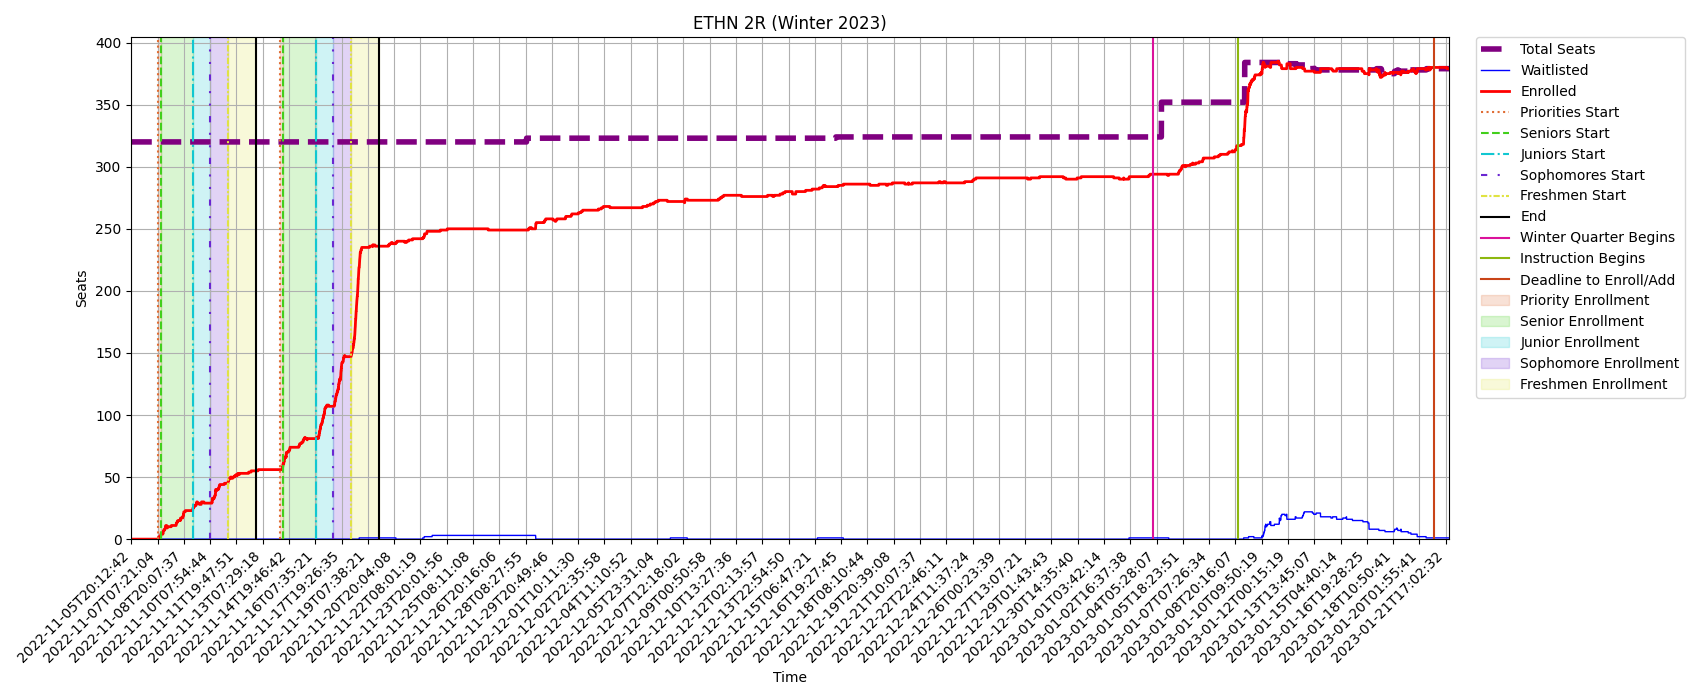 ETHN 2R (Winter 2023)
Seats
400
350
300
250
200
150
100
50
0
2022-11-05T20:12:42
2022-11-07T07:21:04
2022-11-08T20:07:37
2022-11-10T07:54:44
2022-11-11T19:47:51
2022-11-13T07:29:18
2022-11-14T19:46:42
2022-11-16T07:35:21
2022-11-17T19:26:35
2022-11-19T07:38:21
2022-11-20T20:04:08
2022-11-22T08:01:19
2022-11-23T20:01:56
2022-11-25T08:11:08
2022-11-26T20:16:06
2022-11-28T08:27:55
2022-11-29T20:49:46
2022-12-01T10:11:30
2022-12-02T22:35:58
2022-12-04T11:10:52
2022-12-05T23:31:04
2022-12-07T12:18:02
2022-12-09T00:50:58
2022-12-10T13:27:36
2022-12-12T02:13:57
2022-12-13T22:54:50
2022-12-15T06:47:21
2022-12-16T19:27:45
2022-12-18T08:10:44
2022-12-19T20:39:08
2022-12-21T10:07:37
2022-12-22T22:46:11
2022-12-24T11:37:24
2022-12-26T00:23:39
2022-12-27T13:07:21
2022-12-29T01:43:43
2022-12-30T14:35:40
2023-01-01T03:42:14
2023-01-02T16:37:38
2023-01-04T05:28:07
2023-01-05T18:23:51
2023-01-07T07:26:34
2023-01-08T20:16:07
2023-01-10T09:50:19
2023-01-12T00:15:19
2023-01-13T13:45:07
2023-01-15T04:40:14
2023-01-16T19:28:25
2023-01-18T10:50:41
2023-01-20T01:55:41
2023-01-21T17:02:32
Time
Total Seats
Waitlisted
Enrolled
Priorities Start
Seniors Start
Juniors Start
Sophomores Start
Freshmen Start
End
Winter Quarter Begins
Instruction Begins
Deadline to Enroll/Add
Priority Enrollment
Senior Enrollment
Junior Enrollment
Sophomore Enrollment
Freshmen Enrollment